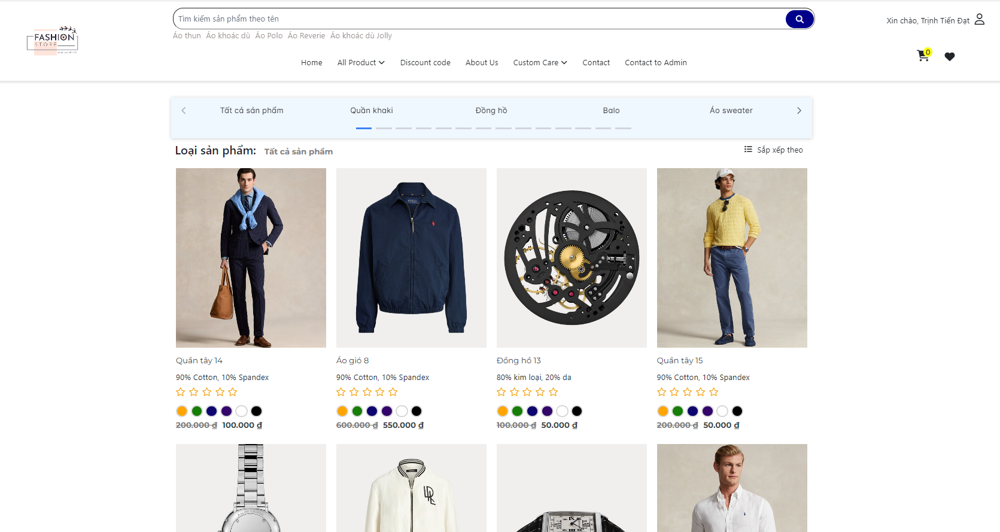 FASHION
STORE
Tìm kiếm sản phẩm theo tên
Xin chào, Trịnh Tiến Đạt
Áo thun Áo khoác dù Áo Polo Áo Reverie Áo khoác dù Jolly
0
Home All Product Discount code About Us Custom Care Contact Contact to Admin
Tất cả sản phẩm Quần khaki Đồng hồ Balo Áo sweater
Loại sản phẩm: Tất cả sản phẩm Sắp xếp theo
POLO
Quần tây 14 Áo gió 8 Đồng hồ 13 Quần tây 15
90% Cotton, 10% Spandex 90% Cotton, 10% Spandex 80% kim loại, 20% da 90% Cotton, 10% Spandex
200.000 ₫ 100.000 ₫ 600.000 ₫ 550.000 ₫ 100.000 ₫ 50.000 ₫ 200.000 ₫ 50.000 ₫
RALPH LAUREN